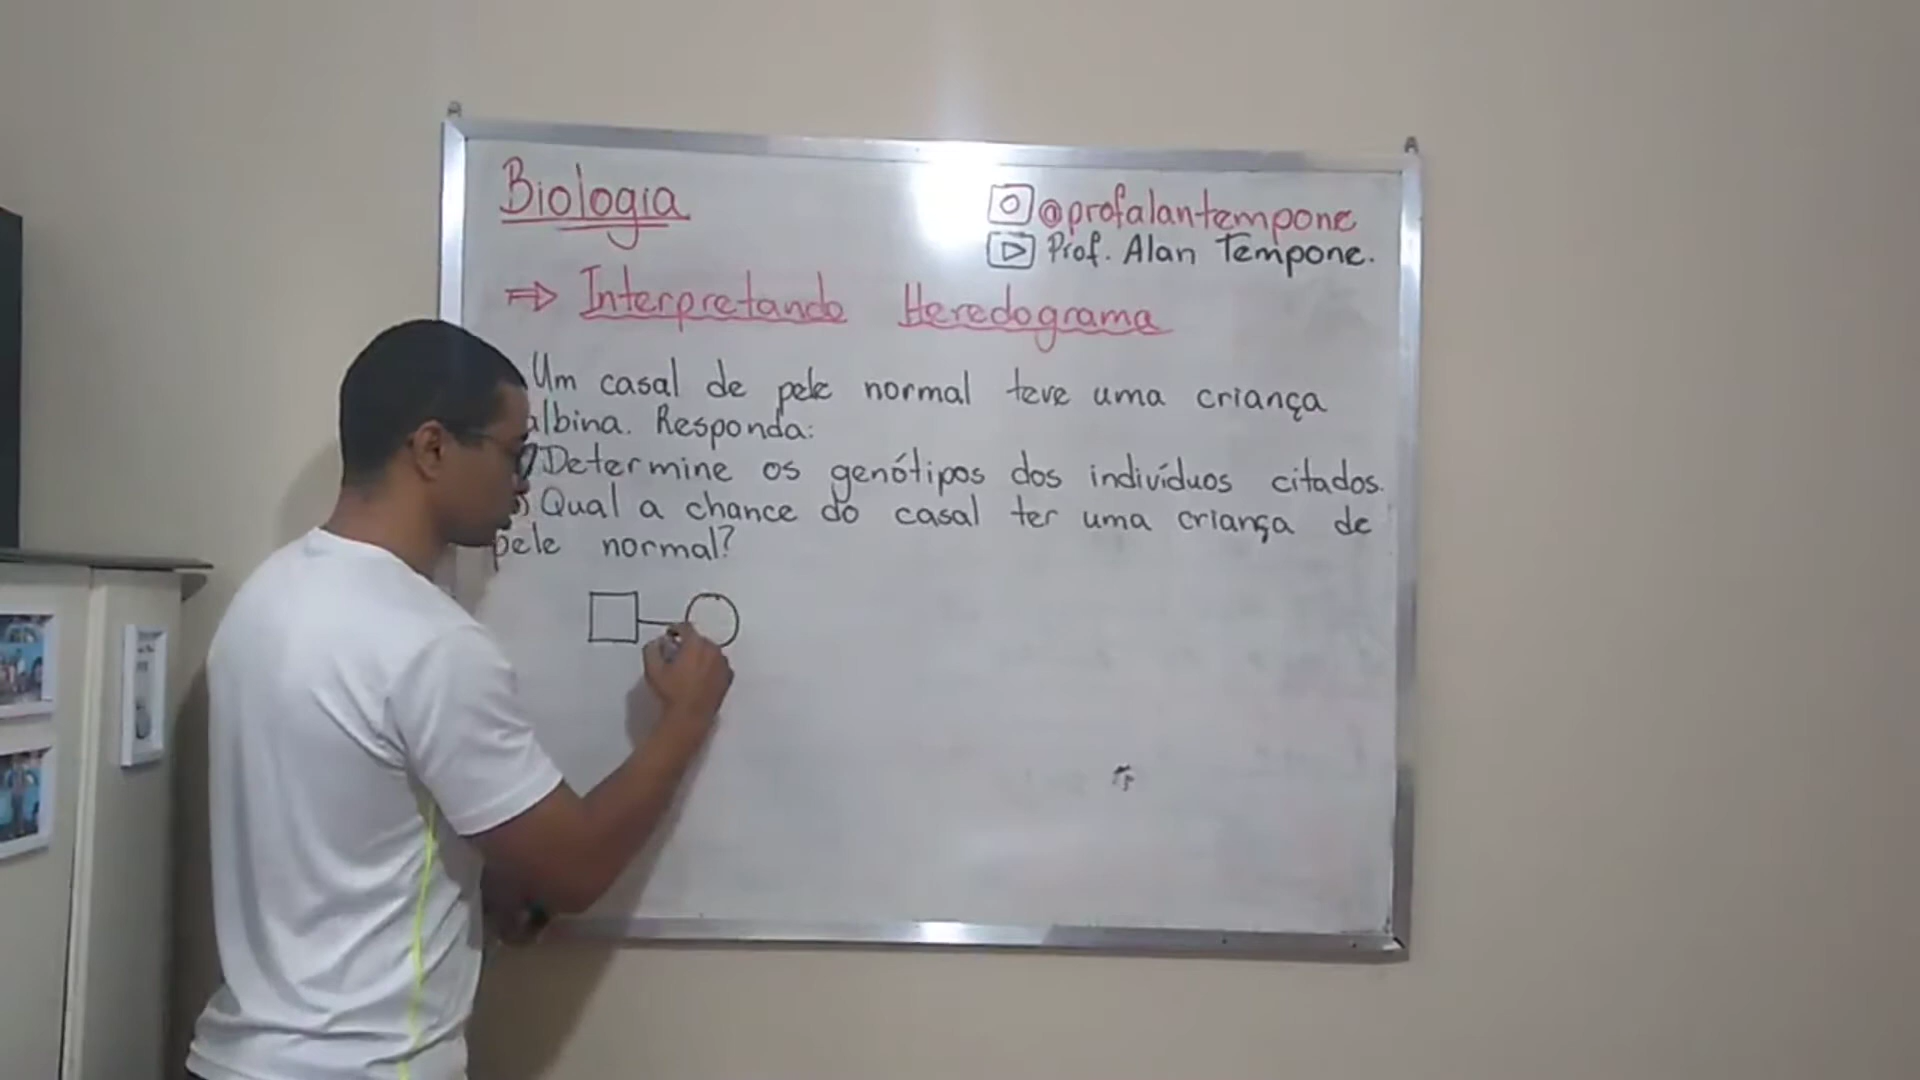 Biologia
@profalantempone
Prof. Alan Tempone.
⇒ Interpretando Heredograma
Um casal de pele normal teve uma criança
albina. Responda:
Determine os genótipos dos indivíduos citados.
Qual a chance do casal ter uma criança de
pele normal?